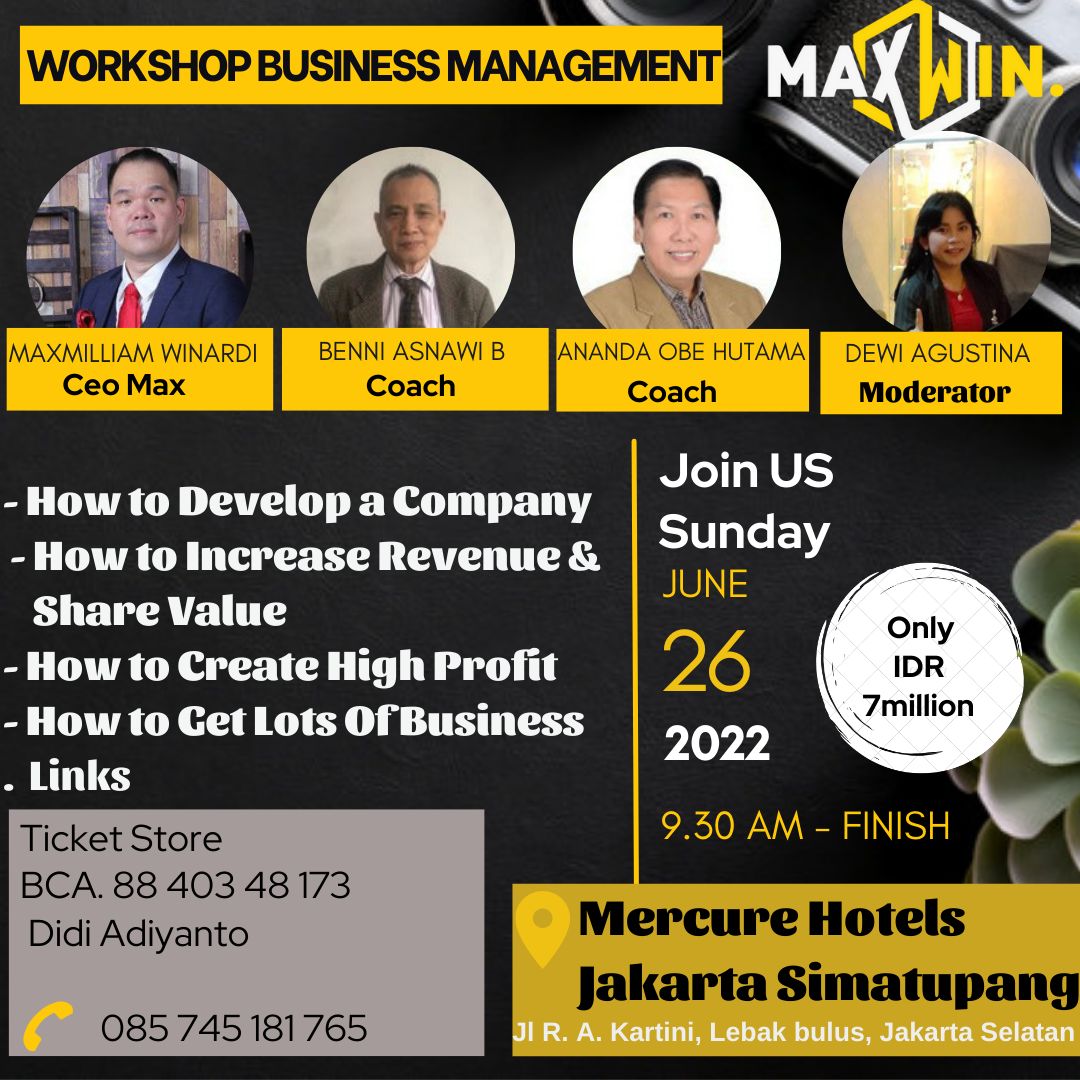 WORKSHOP BUSINESS MANAGEMENT
MAXWIN.
MAXMILLIAM WINARDI
Ceo Max
BENNI ASNAWI B
Coach
ANANDA OBE HUTAMA
Coach
DEWI AGUSTINA
Moderator
- How to Develop a Company
- How to Increase Revenue &
Share Value
- How to Create High Profit
- How to Get Lots Of Business
. Links
Join US
Sunday
JUNE
26
2022
9.30 AM - FINISH
Only
IDR
7million
Ticket Store
BCA. 88 403 48 173
Didi Adiyanto
085 745 181 765
Mercure Hotels
Jakarta Simatupang
Jl R. A. Kartini, Lebak bulus, Jakarta Selatan